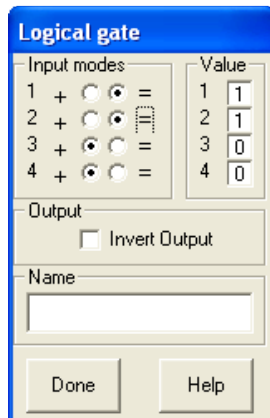 Logical gate
Input modes Value
1 + = 1 1
2 + = 2 1
3 + = 3 0
4 + = 4 0
Output
Invert Output
Name
Done Help